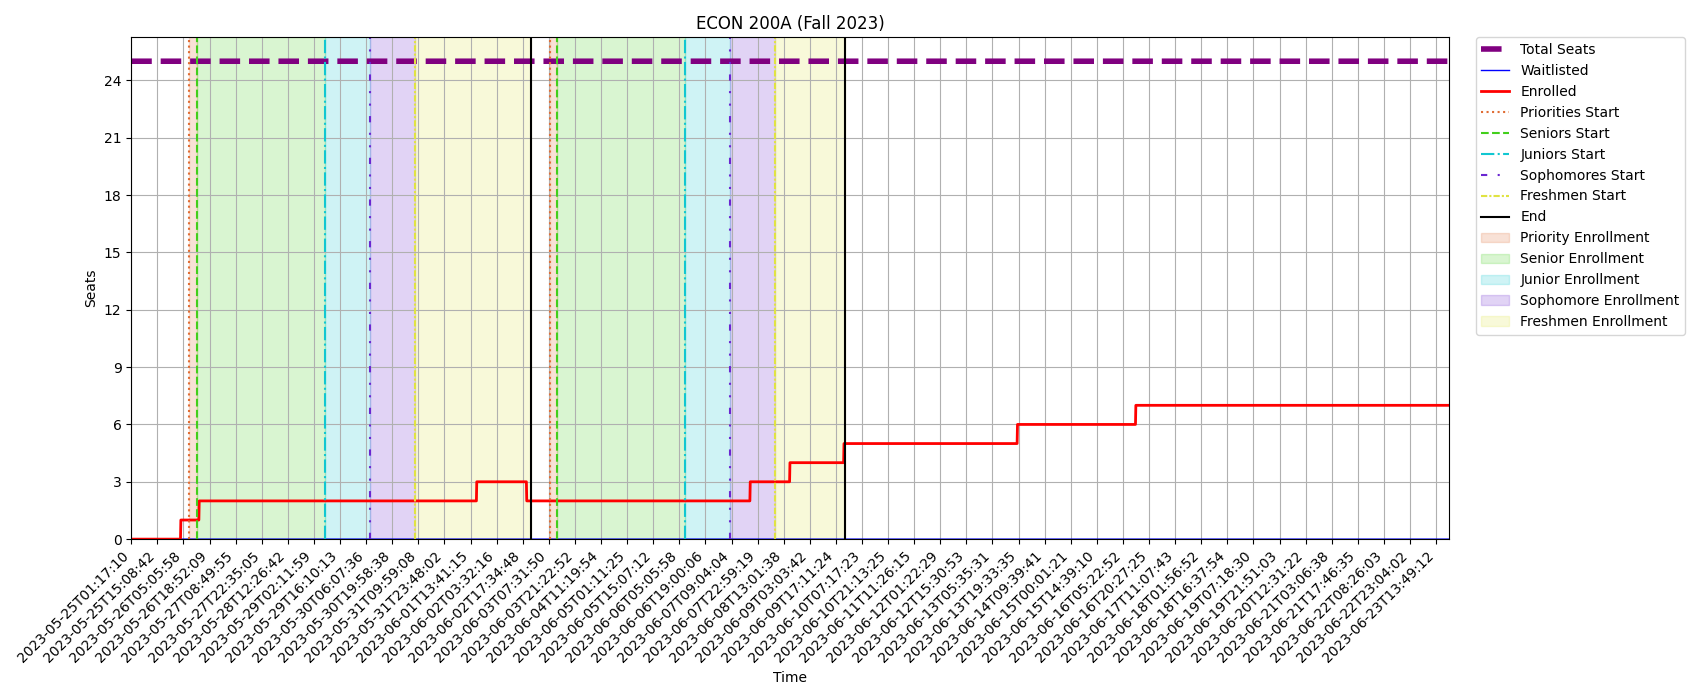 ECON 200A (Fall 2023)
Seats
24
21
18
15
12
9
6
3
0
2023-05-25T01:17:10
2023-05-25T15:08:42
2023-05-26T05:05:58
2023-05-26T18:52:09
2023-05-27T08:49:55
2023-05-27T22:35:05
2023-05-28T12:26:42
2023-05-29T02:11:59
2023-05-29T16:10:13
2023-05-30T06:07:36
2023-05-30T19:58:38
2023-05-31T09:59:08
2023-05-31T23:48:02
2023-06-01T13:41:15
2023-06-02T03:32:16
2023-06-02T17:34:48
2023-06-03T07:31:50
2023-06-03T21:22:52
2023-06-04T11:19:54
2023-06-05T01:11:25
2023-06-05T15:07:12
2023-06-06T05:05:58
2023-06-06T19:00:06
2023-06-07T09:04:04
2023-06-07T22:59:19
2023-06-08T13:01:38
2023-06-09T03:03:42
2023-06-09T17:11:24
2023-06-10T07:17:23
2023-06-10T21:13:25
2023-06-11T11:26:15
2023-06-12T01:22:29
2023-06-12T15:30:53
2023-06-13T05:35:31
2023-06-13T19:33:35
2023-06-14T09:39:41
2023-06-15T00:01:21
2023-06-15T14:39:10
2023-06-16T05:22:52
2023-06-16T20:27:25
2023-06-17T11:07:43
2023-06-18T01:56:52
2023-06-18T16:37:54
2023-06-19T07:18:30
2023-06-19T21:51:03
2023-06-20T12:31:22
2023-06-21T03:06:38
2023-06-21T17:46:35
2023-06-22T08:26:03
2023-06-22T23:04:02
2023-06-23T13:49:12
Time
Total Seats
Waitlisted
Enrolled
Priorities Start
Seniors Start
Juniors Start
Sophomores Start
Freshmen Start
End
Priority Enrollment
Senior Enrollment
Junior Enrollment
Sophomore Enrollment
Freshmen Enrollment